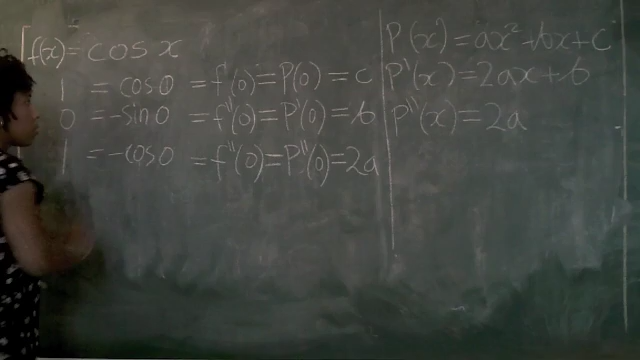 f(x) = cos x
1 = cos 0 = f(0) = P(0) = c
0 = -sin 0 = f'(0) = P'(0) = b
1 = -cos 0 = f''(0) = P''(0) = 2a
P(x) = ax² + bx + c
P'(x) = 2ax + b
P''(x) = 2a